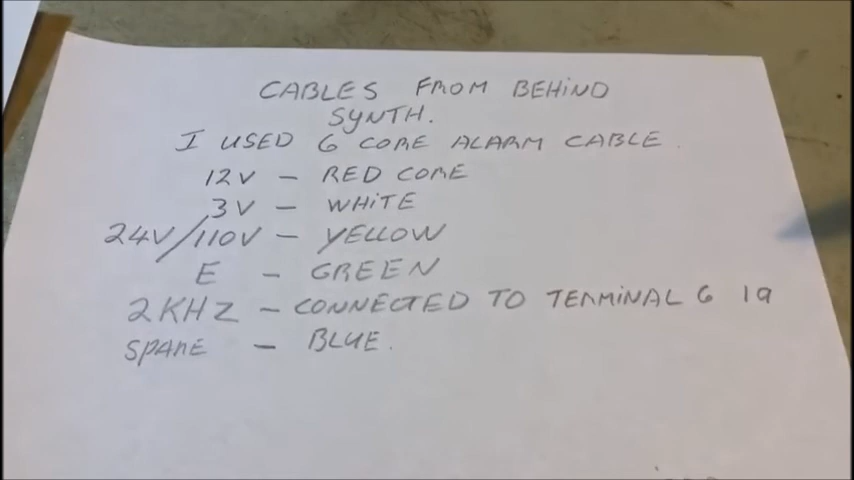 CABLES FROM BEHIND
SYNTH.
I USED 6 CORE ALARM CABLE.
12V - RED CORE
3V - WHITE
24V/110V - YELLOW
E - GREEN
2KHZ - CONNECTED TO TERMINAL 6 19
SPARE - BLUE.